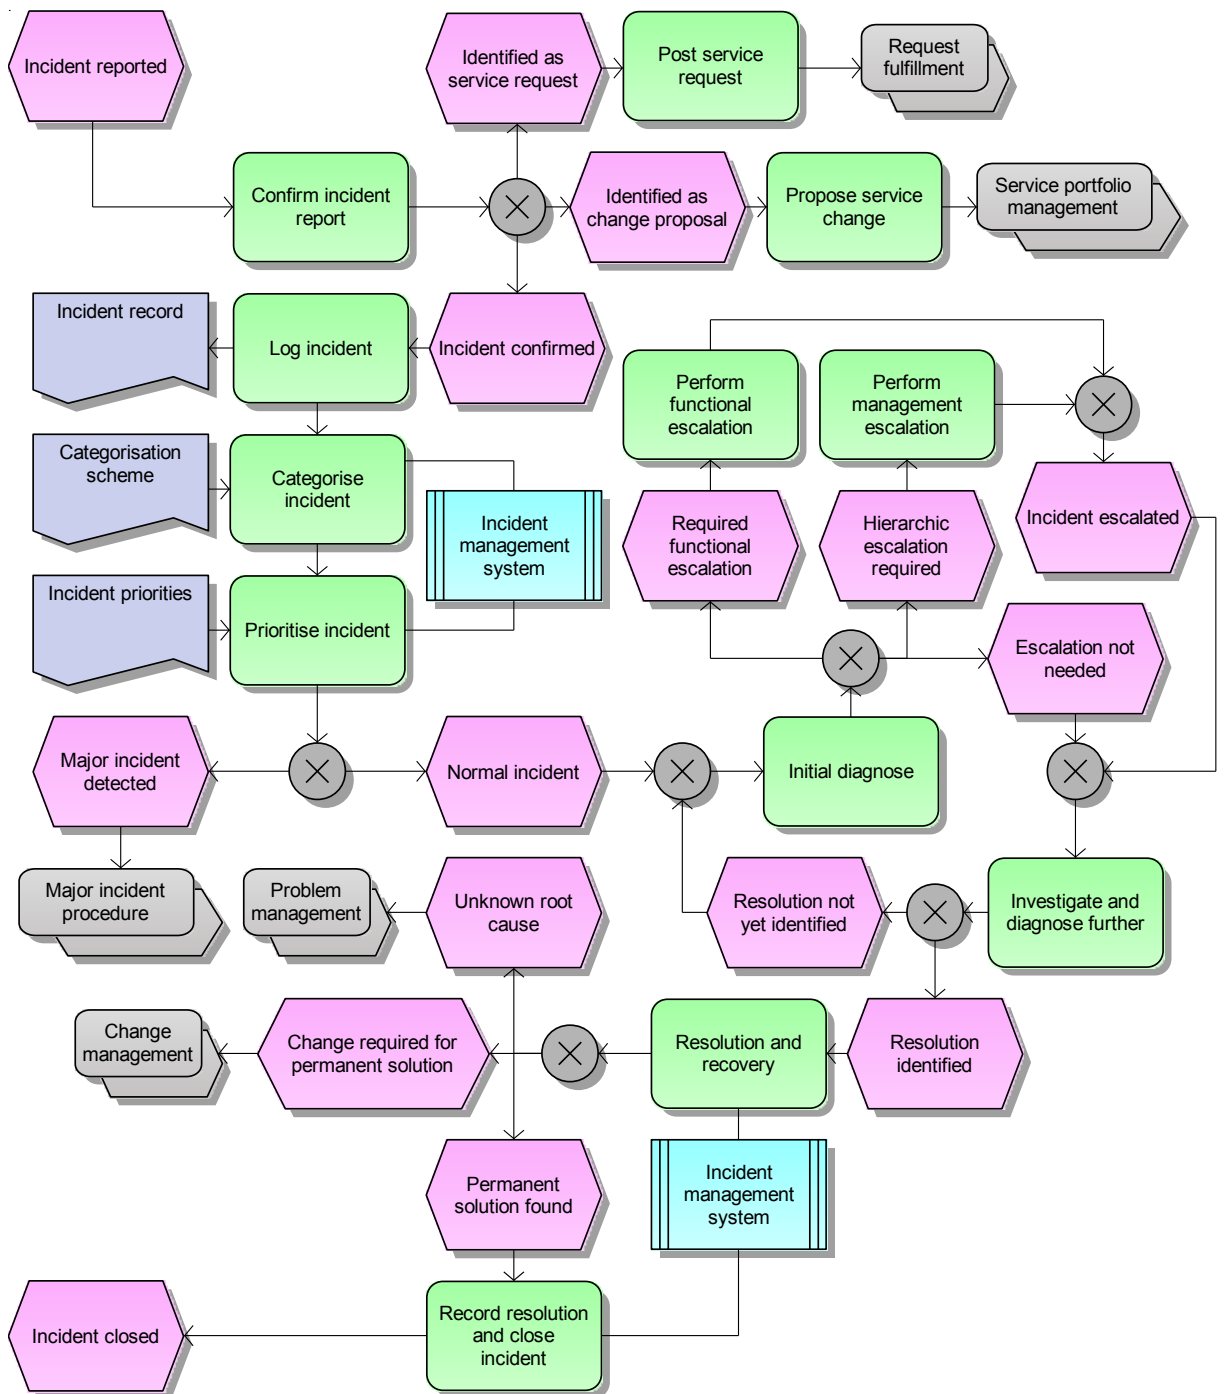 Incident reported
Identified as
service request
Post service
request
Request
fulfillment
Confirm incident
report
Identified as
change proposal
Propose service
change
Service portfolio
management
Incident record
Log incident
Incident confirmed
Perform
functional
escalation
Perform
management
escalation
Categorisation
scheme
Categorise
incident
Incident
management
system
Required
functional
escalation
Hierarchic
escalation
required
Incident escalated
Incident priorities
Prioritise incident
Escalation not
needed
Major incident
detected
Normal incident
Initial diagnose
Major incident
procedure
Problem
management
Unknown root
cause
Resolution not
yet identified
Investigate and
diagnose further
Change
management
Change required for
permanent solution
Resolution and
recovery
Resolution
identified
Permanent
solution found
Incident
management
system
Incident closed
Record resolution
and close
incident